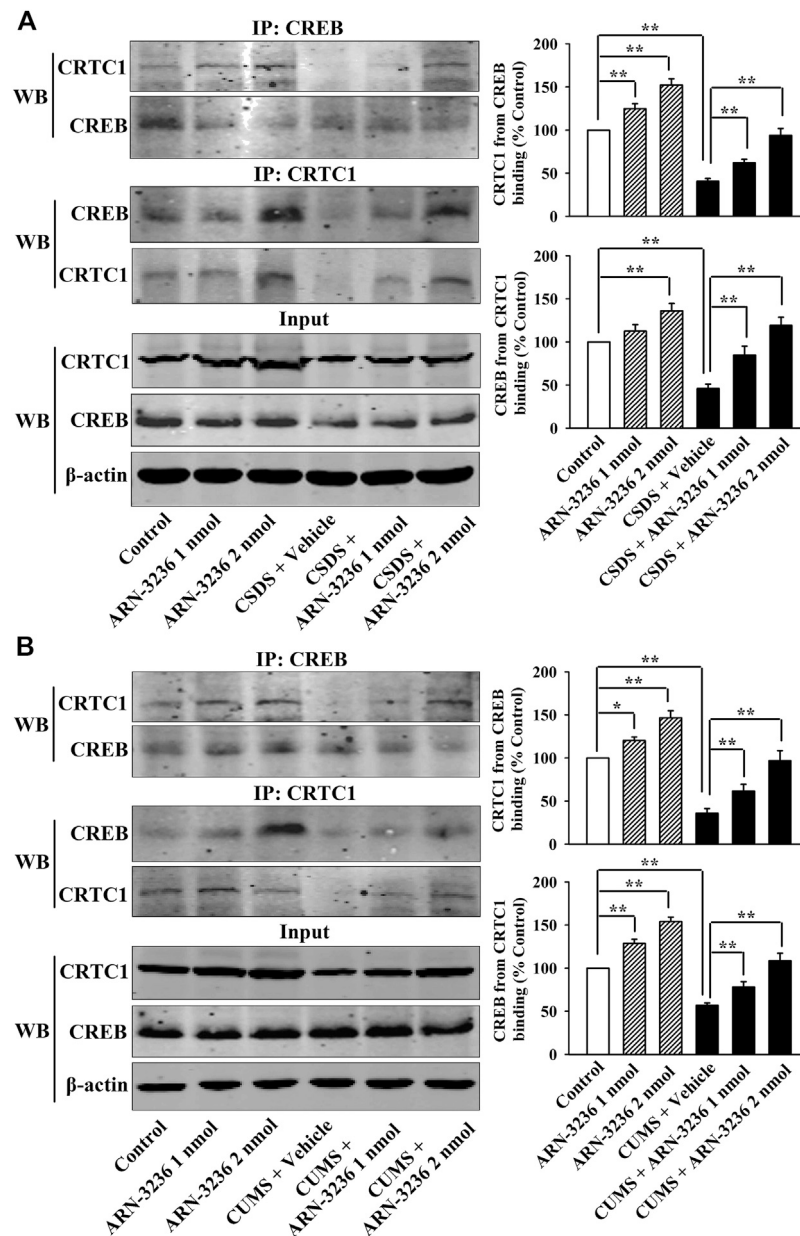 A
IP: CREB
WB
CRTC1
CREB
IP: CRTC1
WB
CREB
CRTC1
Input
WB
CRTC1
CREB
β-actin
Control
ARN-3236 1 nmol
ARN-3236 2 nmol
CSDS + Vehicle
CSDS +
ARN-3236 1 nmol
CSDS +
ARN-3236 2 nmol
CRTC1 from CREB
binding (% Control)
200
150
100
50
0
**
**
**
**
**
CREB from CRTC1
binding (% Control)
200
150
100
50
0
**
**
**
**
Control
ARN-3236 1 nmol
ARN-3236 2 nmol
CSDS + Vehicle
CSDS + ARN-3236 1 nmol
CSDS + ARN-3236 2 nmol
B
IP: CREB
WB
CRTC1
CREB
IP: CRTC1
WB
CREB
CRTC1
Input
WB
CRTC1
CREB
β-actin
Control
ARN-3236 1 nmol
ARN-3236 2 nmol
CUMS + Vehicle
CUMS +
ARN-3236 1 nmol
CUMS +
ARN-3236 2 nmol
CRTC1 from CREB
binding (% Control)
200
150
100
50
0
**
**
*
**
**
CREB from CRTC1
binding (% Control)
200
150
100
50
0
**
**
**
**
**
Control
ARN-3236 1 nmol
ARN-3236 2 nmol
CUMS + Vehicle
CUMS + ARN-3236 1 nmol
CUMS + ARN-3236 2 nmol